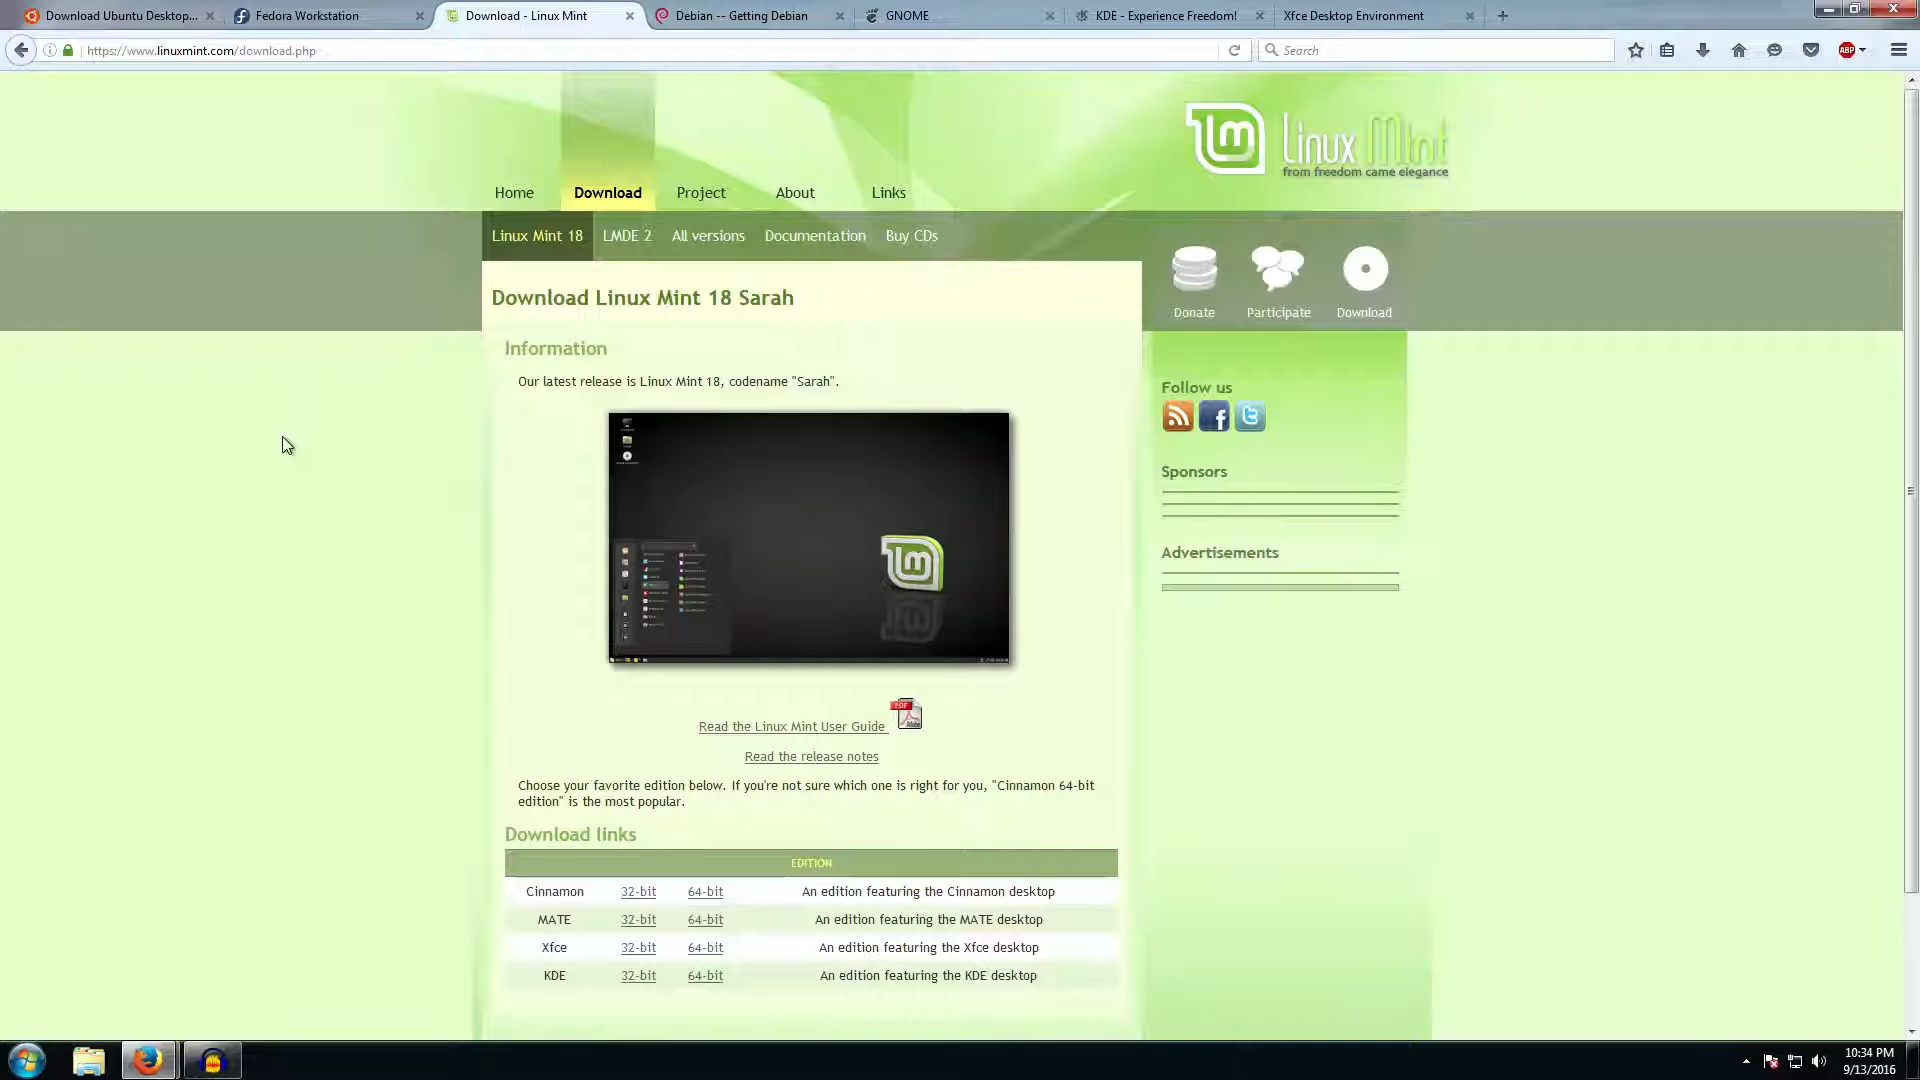 Download Ubuntu Desktop...
Fedora Workstation
Download - Linux Mint
Debian -- Getting Debian
GNOME
KDE - Experience Freedom!
Xfce Desktop Environment
https://www.linuxmint.com/download.php
Search
ABP
Linux Mint
from freedom came elegance
Home
Download
Project
About
Links
Linux Mint 18
LMDE 2
All versions
Documentation
Buy CDs
Donate
Participate
Download
Download Linux Mint 18 Sarah
Information
Our latest release is Linux Mint 18, codename "Sarah".
Follow us
Sponsors
Advertisements
PDF
Adobe
Read the Linux Mint User Guide
Read the release notes
Choose your favorite edition below. If you're not sure which one is right for you, "Cinnamon 64-bit
edition" is the most popular.
Download links
EDITION
Cinnamon 32-bit 64-bit An edition featuring the Cinnamon desktop
MATE 32-bit 64-bit An edition featuring the MATE desktop
Xfce 32-bit 64-bit An edition featuring the Xfce desktop
KDE 32-bit 64-bit An edition featuring the KDE desktop
10:34 PM
9/13/2016